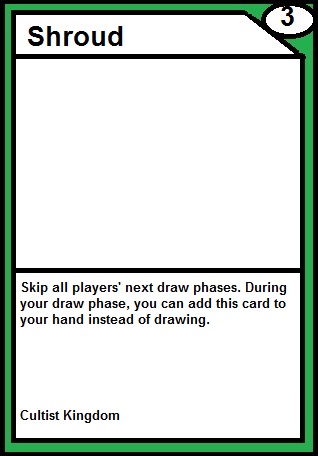 Shroud
3
Skip all players' next draw phases. During
your draw phase, you can add this card to
your hand instead of drawing.
Cultist Kingdom